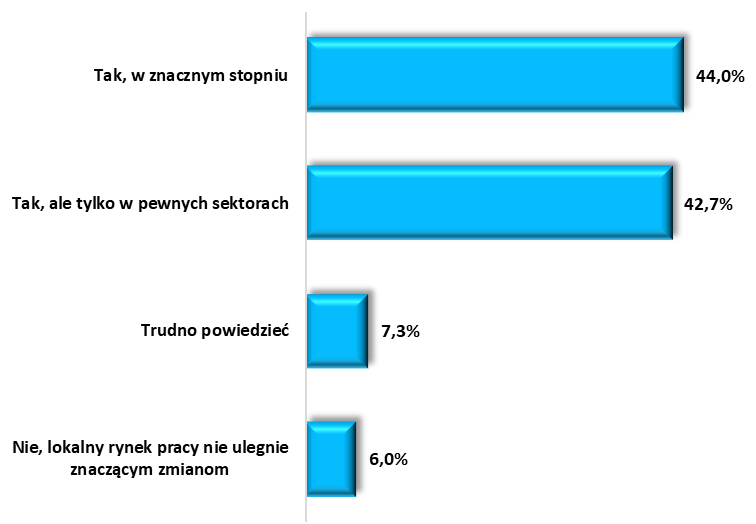 Tak, w znacznym stopniu
44,0%
Tak, ale tylko w pewnych sektorach
42,7%
Trudno powiedzieć
7,3%
Nie, lokalny rynek pracy nie ulegnie
znaczącym zmianom
6,0%